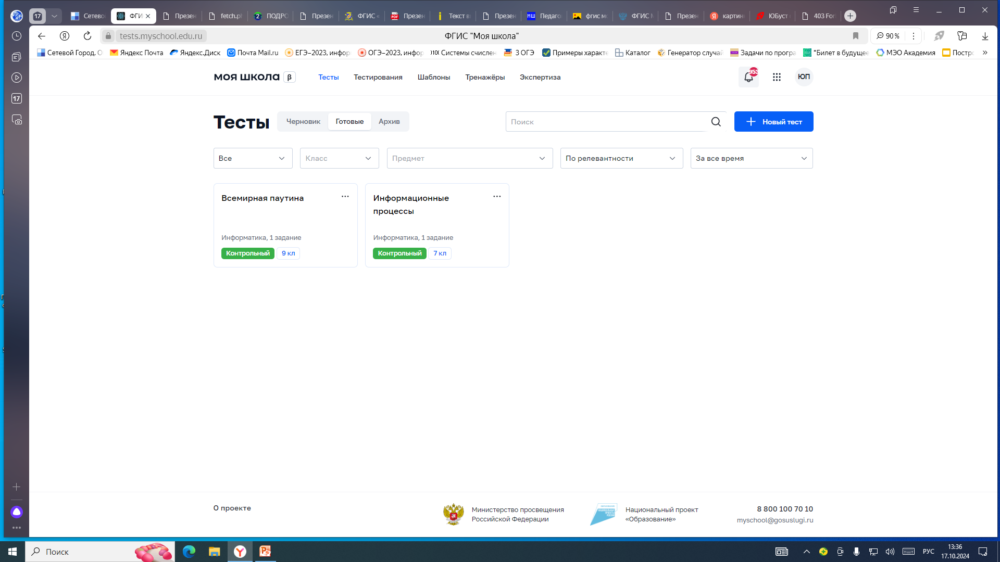 17
Сетево
ФГИ
Презен
fetch.p
ПОДРО
Презен
ФГИС
PDF
Презен
Текст в
Презен
МШ
Педаго
фгис мо
ФГИС
Презен
картин
ЮБуст
403 For
tests.myschool.edu.ru
ФГИС "Моя школа"
90%
Сетевой Город. О
Яндекс Почта
Яндекс.Диск
Почта Mail.ru
ЕГЭ–2023, инфор
ОГЭ–2023, инфор
Системы счислен
3 ОГЭ
Примеры характе
Каталог
Генератор случай
Задачи по програ
“Билет в будущее
МЭО Академия
Постро
17
моя школа β
Тесты
Тестирования
Шаблоны
Тренажёры
Экспертиза
953
ЮП
Тесты
Черновик
Готовые
Архив
Поиск
Новый тест
Все
Класс
Предмет
По релевантности
За все время
Всемирная паутина
Информатика, 1 задание
Контрольный
9 кл
Информационные
процессы
Информатика, 1 задание
Контрольный
7 кл
О проекте
Министерство просвещения
Российской Федерации
Национальный проект
«Образование»
8 800 100 70 10
myschool@gosuslugi.ru
Поиск
РУС
13:36
17.10.2024